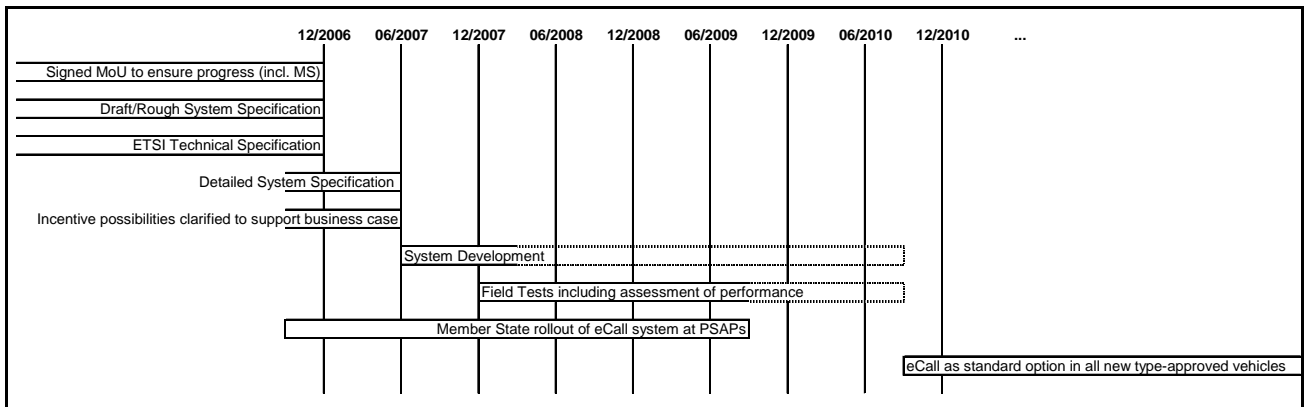 12/2006 06/2007 12/2007 06/2008 12/2008 06/2009 12/2009 06/2010 12/2010 ...
Signed MoU to ensure progress (incl. MS)
Draft/Rough System Specification
ETSI Technical Specification
Detailed System Specification
Incentive possibilities clarified to support business case
System Development
Field Tests including assessment of performance
Member State rollout of eCall system at PSAPs
eCall as standard option in all new type-approved vehicles